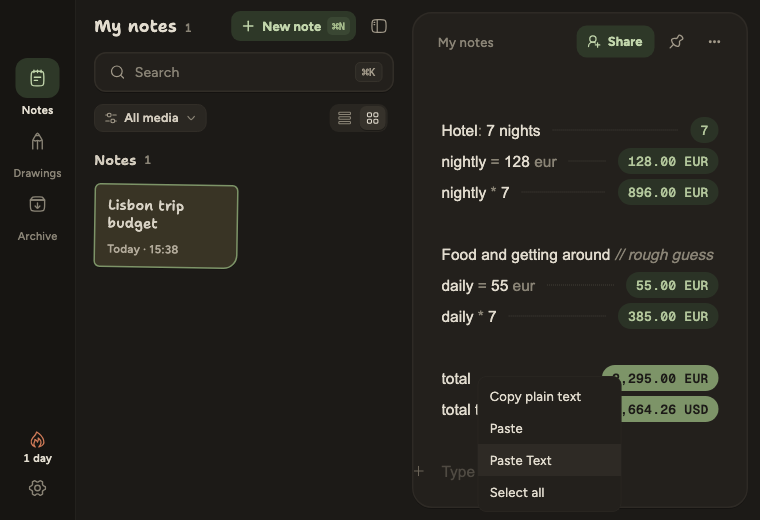 Notes
Drawings
Archive
1 day
My notes 1
New note ⌘N
Search ⌘K
All media
Notes 1
Lisbon trip
budget
Today · 15:38
My notes
Share
Hotel: 7 nights 7
nightly = 128 eur 128.00 EUR
nightly * 7 896.00 EUR
Food and getting around // rough guess
daily = 55 eur 55.00 EUR
daily * 7 385.00 EUR
total ,295.00 EUR
total ,664.26 USD
Type
Copy plain text
Paste
Paste Text
Select all